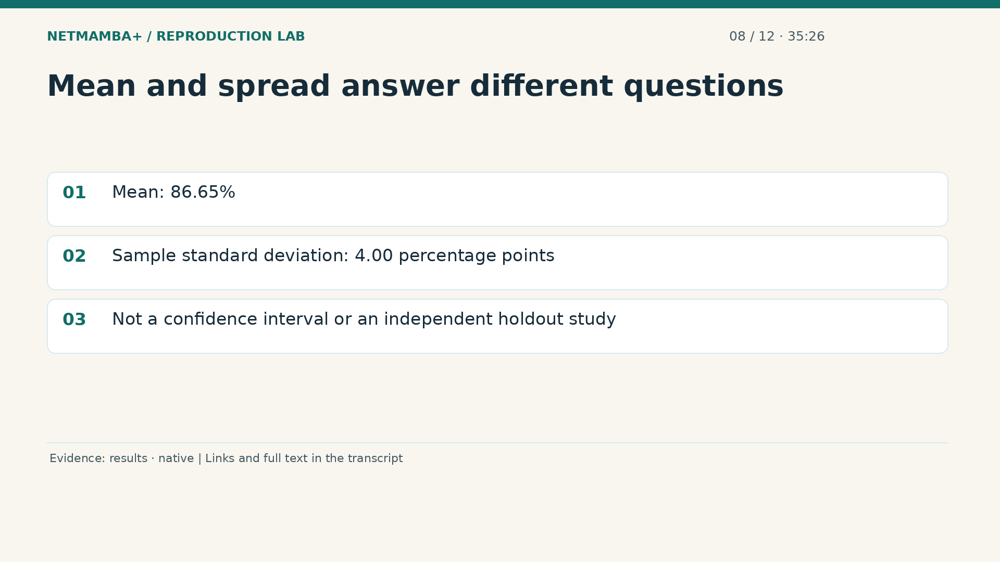 NETMAMBA+ / REPRODUCTION LAB
08 / 12 · 35:26
Mean and spread answer different questions
01 Mean: 86.65%
02 Sample standard deviation: 4.00 percentage points
03 Not a confidence interval or an independent holdout study
Evidence: results · native | Links and full text in the transcript